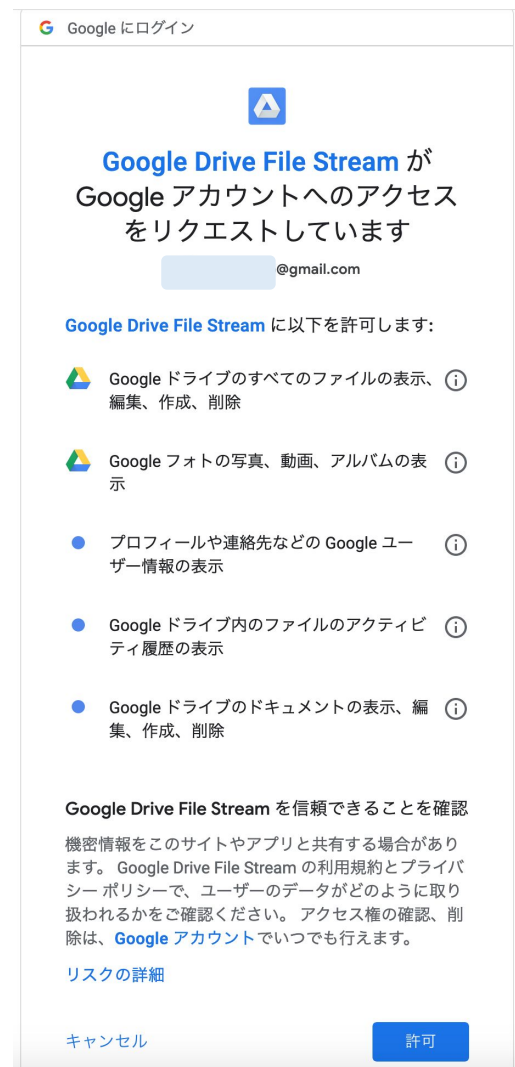 Google にログイン
Google Drive File Stream が
Google アカウントへのアクセス
をリクエストしています
@gmail.com
Google Drive File Stream に以下を許可します:
Google ドライブのすべてのファイルの表示、
編集、作成、削除
Google フォトの写真、動画、アルバムの表
示
プロフィールや連絡先などの Google ユー
ザー情報の表示
Google ドライブ内のファイルのアクティビ
ティ履歴の表示
Google ドライブのドキュメントの表示、編
集、作成、削除
Google Drive File Stream を信頼できることを確認
機密情報をこのサイトやアプリと共有する場合があり
ます。 Google Drive File Stream の利用規約とプライバ
シー ポリシーで、ユーザーのデータがどのように取り
扱われるかをご確認ください。 アクセス権の確認、削
除は、Google アカウントでいつでも行えます。
リスクの詳細
キャンセル
許可